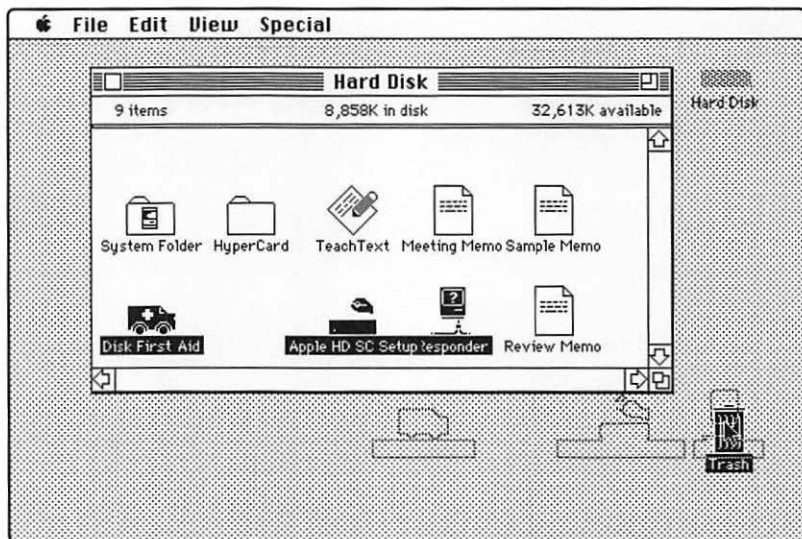 File Edit View Special
Hard Disk
9 items 8,858K in disk 32,613K available
Hard Disk
System Folder HyperCard TeachText Meeting Memo Sample Memo
Disk First Aid Apple HD SC Setup Responder Review Memo
Trash